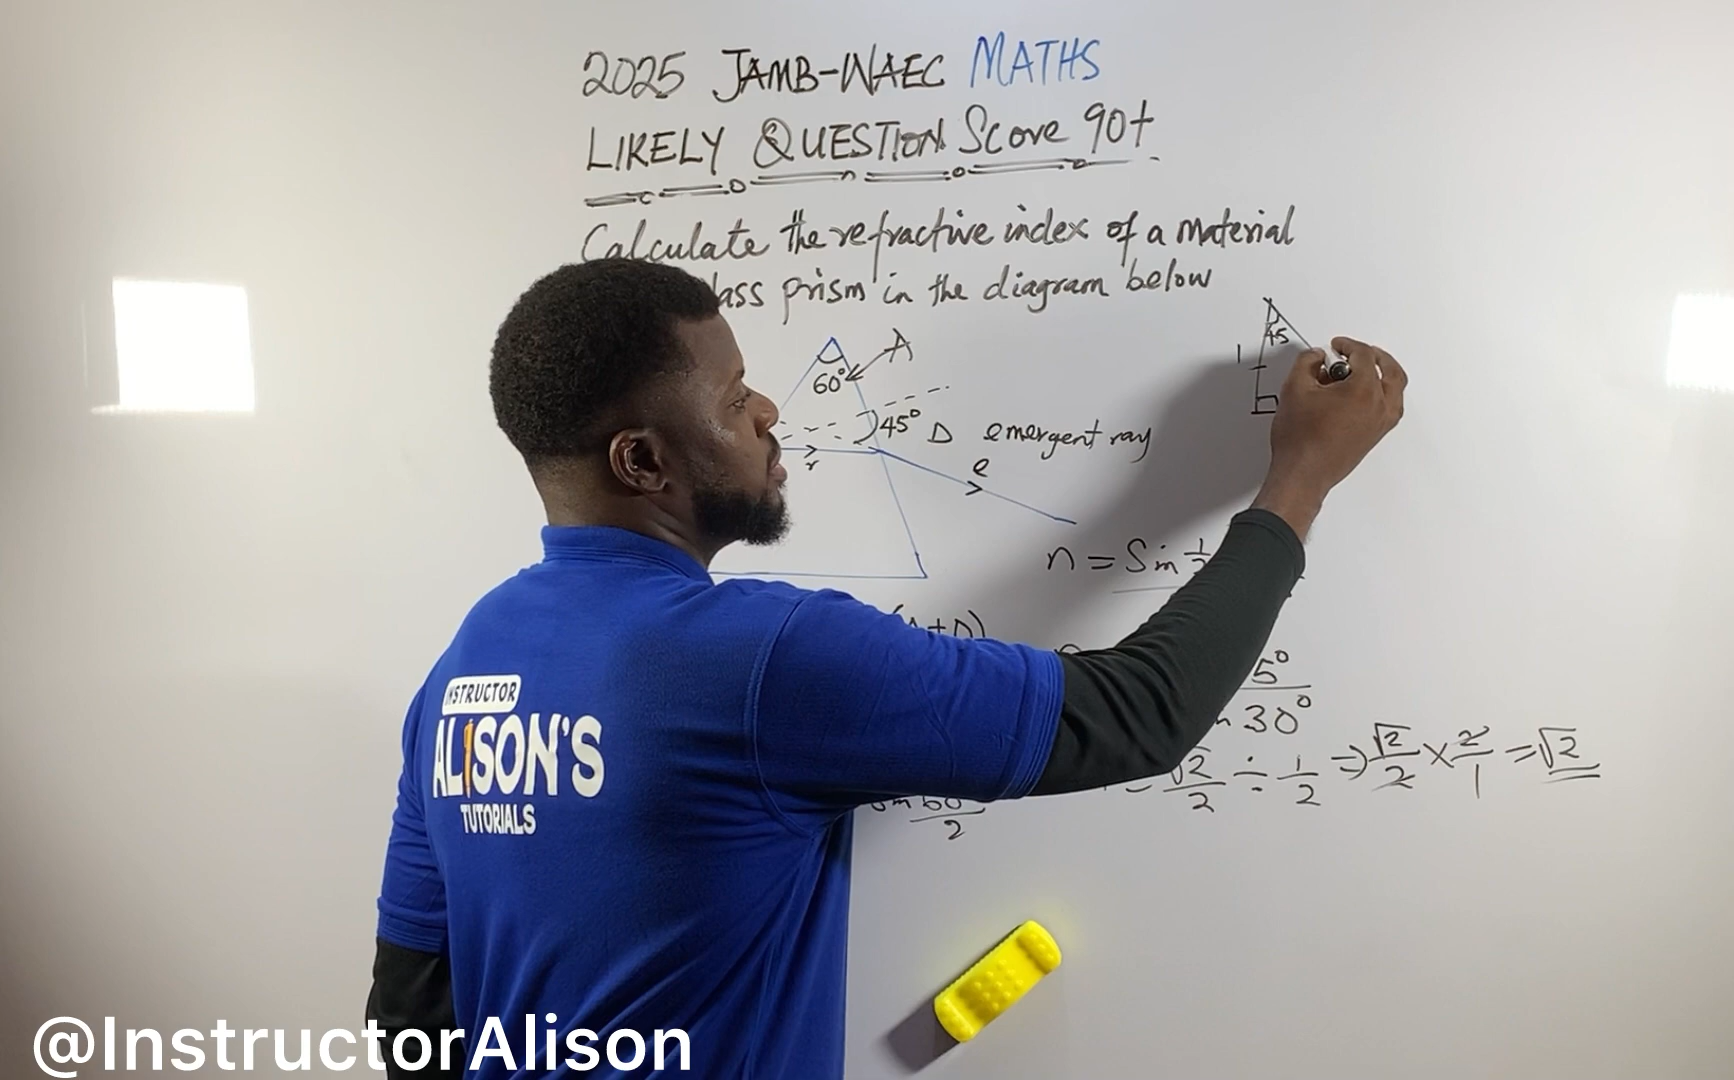 2025 JAMB-WAEC MATHS
LIKELY QUESTION Score 90+
Calculate the refractive index of a material
prism in the diagram below
60°
A
45° D emergent ray
r
e
45
1
n = Sin
30°
√2/2 ÷ 1/2 ⇒ √2/2 × 2/1 = √2
60
2
INSTRUCTOR
ALISON'S
TUTORIALS
@InstructorAlison